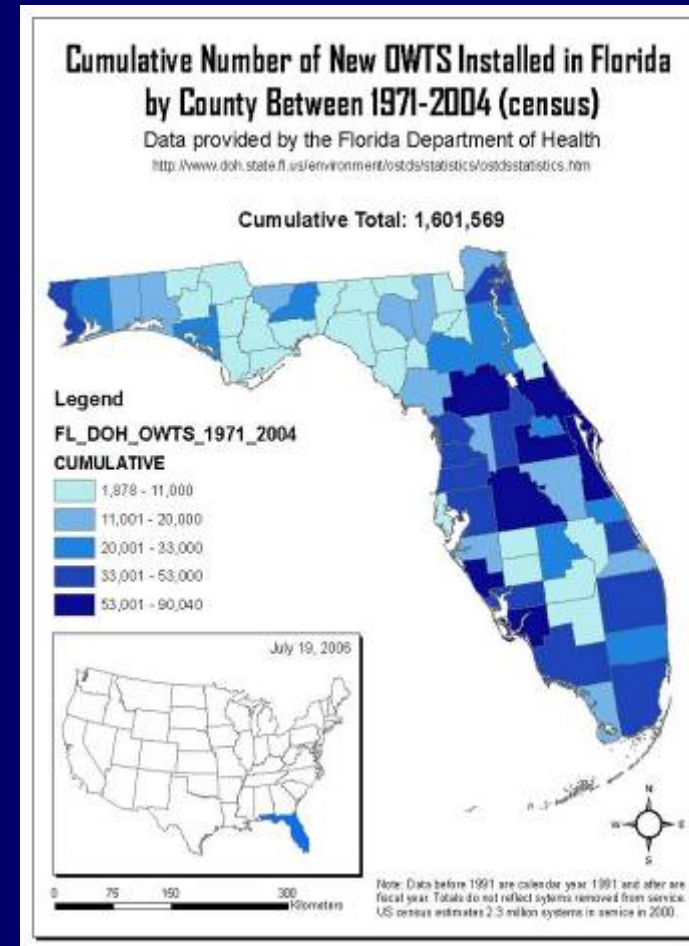 Cumulative Number of New OWTS Installed in Florida
by County Between 1971-2004 (census)
Data provided by the Florida Department of Health
http://www.doh.state.fl.us/environment/ostds/statistics/ostdsstatistics.htm
Cumulative Total: 1,601,569
Legend
FL_DOH_OWTS_1971_2004
CUMULATIVE
1,878 - 11,000
11,001 - 20,000
20,001 - 33,000
33,001 - 53,000
53,001 - 90,040
July 19, 2006
N
W E
S
0 75 150 300
Kilometers
Note: Data before 1991 are calendar year 1991 and after are
fiscal year. Totals do not reflect sytems removed from service.
US census estimates 2.3 million systems in service in 2000.